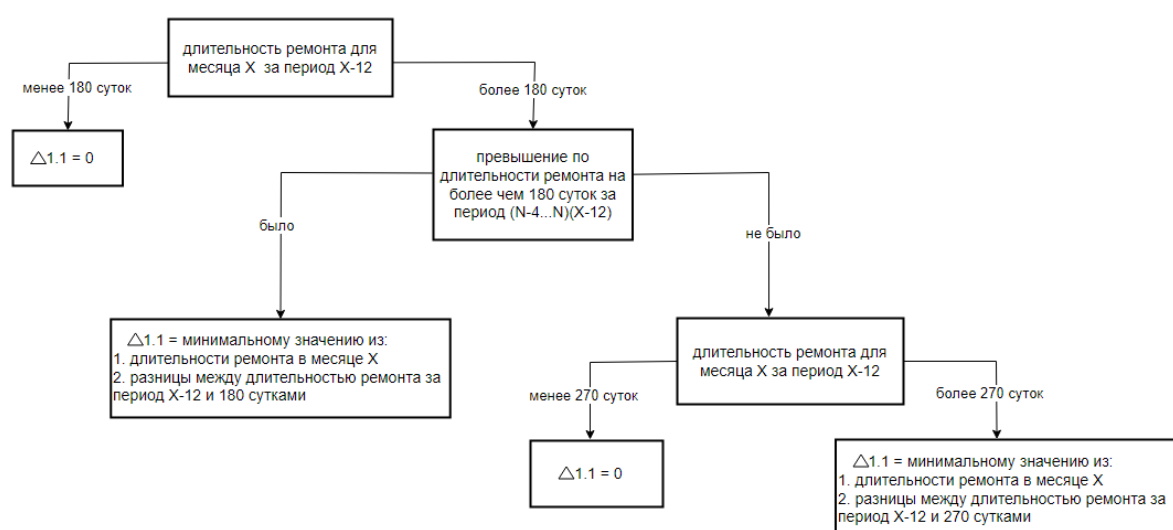 длительность ремонта для
месяца X за период X-12
менее 180 суток
более 180 суток
△1.1 = 0
превышение по
длительности ремонта на
более чем 180 суток за
период (N-4...N)(X-12)
было
не было
△1.1 = минимальному значению из:
1. длительности ремонта в месяце X
2. разницы между длительностью ремонта за
период X-12 и 180 сутками
длительность ремонта для
месяца X за период X-12
менее 270 суток
более 270 суток
△1.1 = 0
△1.1 = минимальному значению из:
1. длительности ремонта в месяце X
2. разницы между длительностью ремонта за
период X-12 и 270 сутками